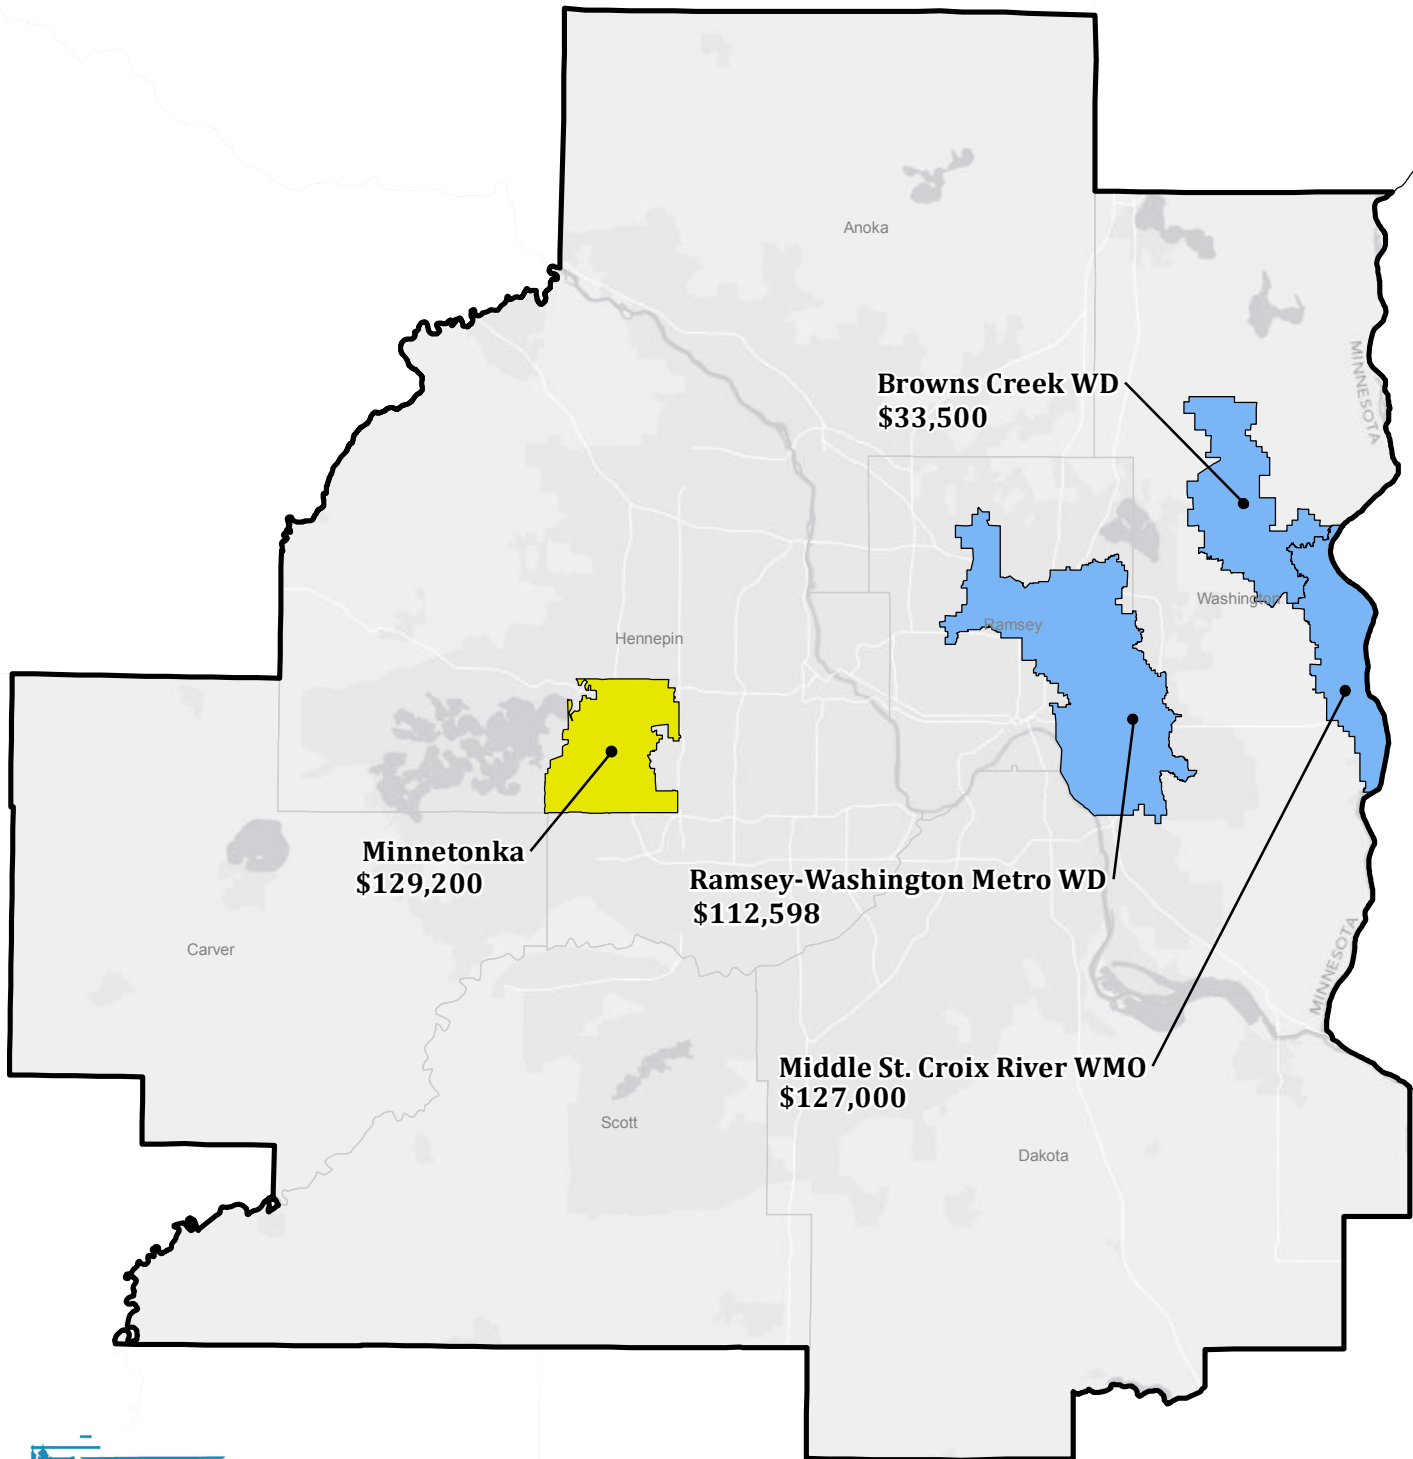 Anoka
MINNESOTA
Browns Creek WD
$33,500
Washington
Ramsey
Hennepin
Minnetonka
$129,200
Ramsey-Washington Metro WD
$112,598
Carver
MINNESOTA
Middle St. Croix River WMO
$127,000
Scott
Dakota